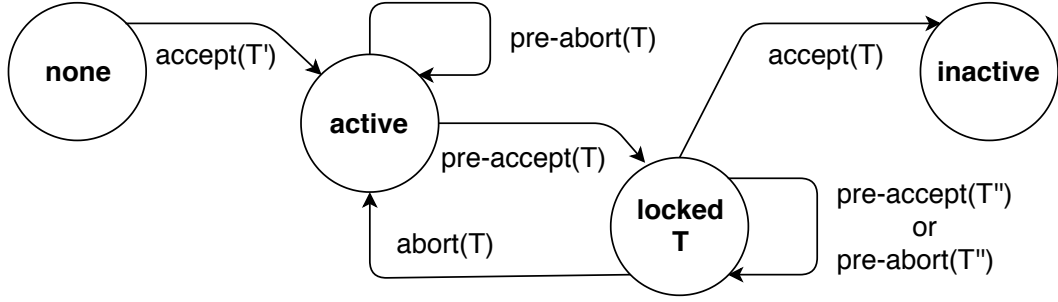 none
accept(T')
active
pre-abort(T)
pre-accept(T)
abort(T)
locked
T
accept(T)
inactive
pre-accept(T")
or
pre-abort(T")